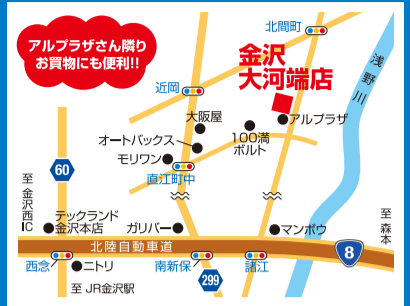 アルプラザさん隣り
お買物にも便利!!
北間町
金沢
大河端店
浅野川
近岡
大阪屋
アルプラザ
100満
ボルト
オートバックス
モリワン
直江町中
60
至 金沢西IC
テックランド
金沢本店
ガリバー
マンボウ
至 森本
北陸自動車道
8
西念
ニトリ
南新保
299
諸江
至 JR金沢駅